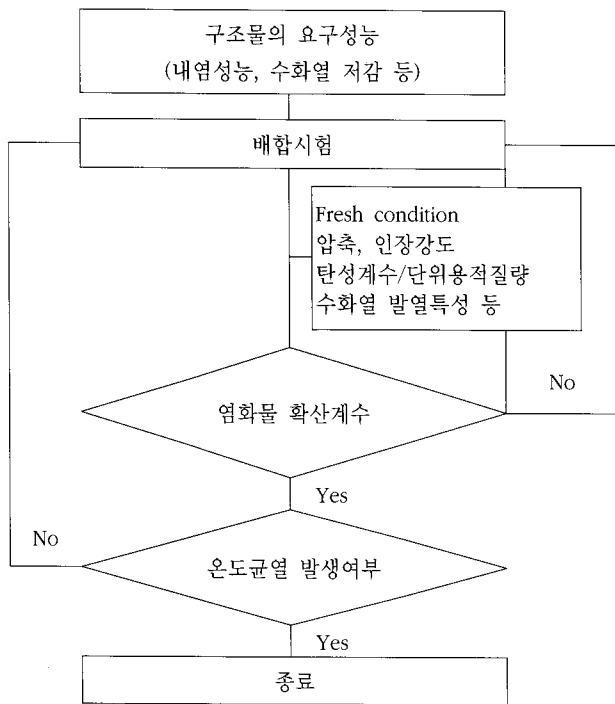 구조물의 요구성능
(내염성능, 수화열 저감 등)
배합시험
Fresh condition
압축, 인장강도
탄성계수/단위용적질량
수화열 발열특성 등
No
염화물 확산계수
Yes
No
온도균열 발생여부
Yes
종료